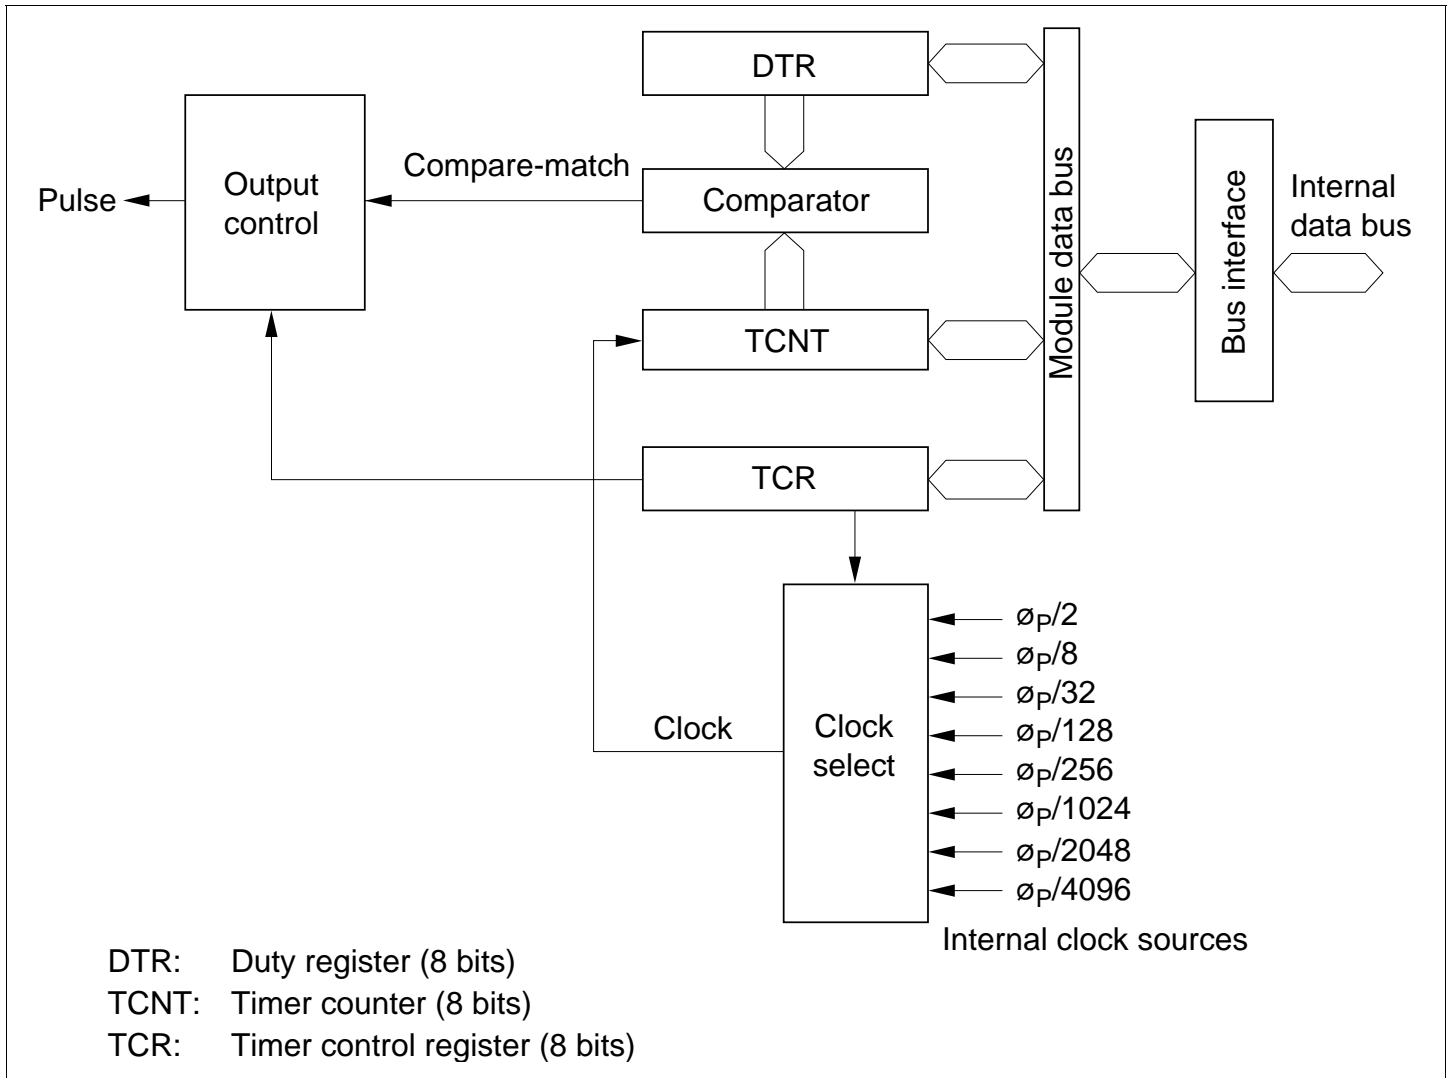 DTR
Compare-match
Output
control
Pulse
Comparator
Module data bus
Bus interface
Internal
data bus
TCNT
TCR
øP/2
øP/8
øP/32
øP/128
øP/256
øP/1024
øP/2048
øP/4096
Clock
Clock
select
Internal clock sources
DTR: Duty register (8 bits)
TCNT: Timer counter (8 bits)
TCR: Timer control register (8 bits)